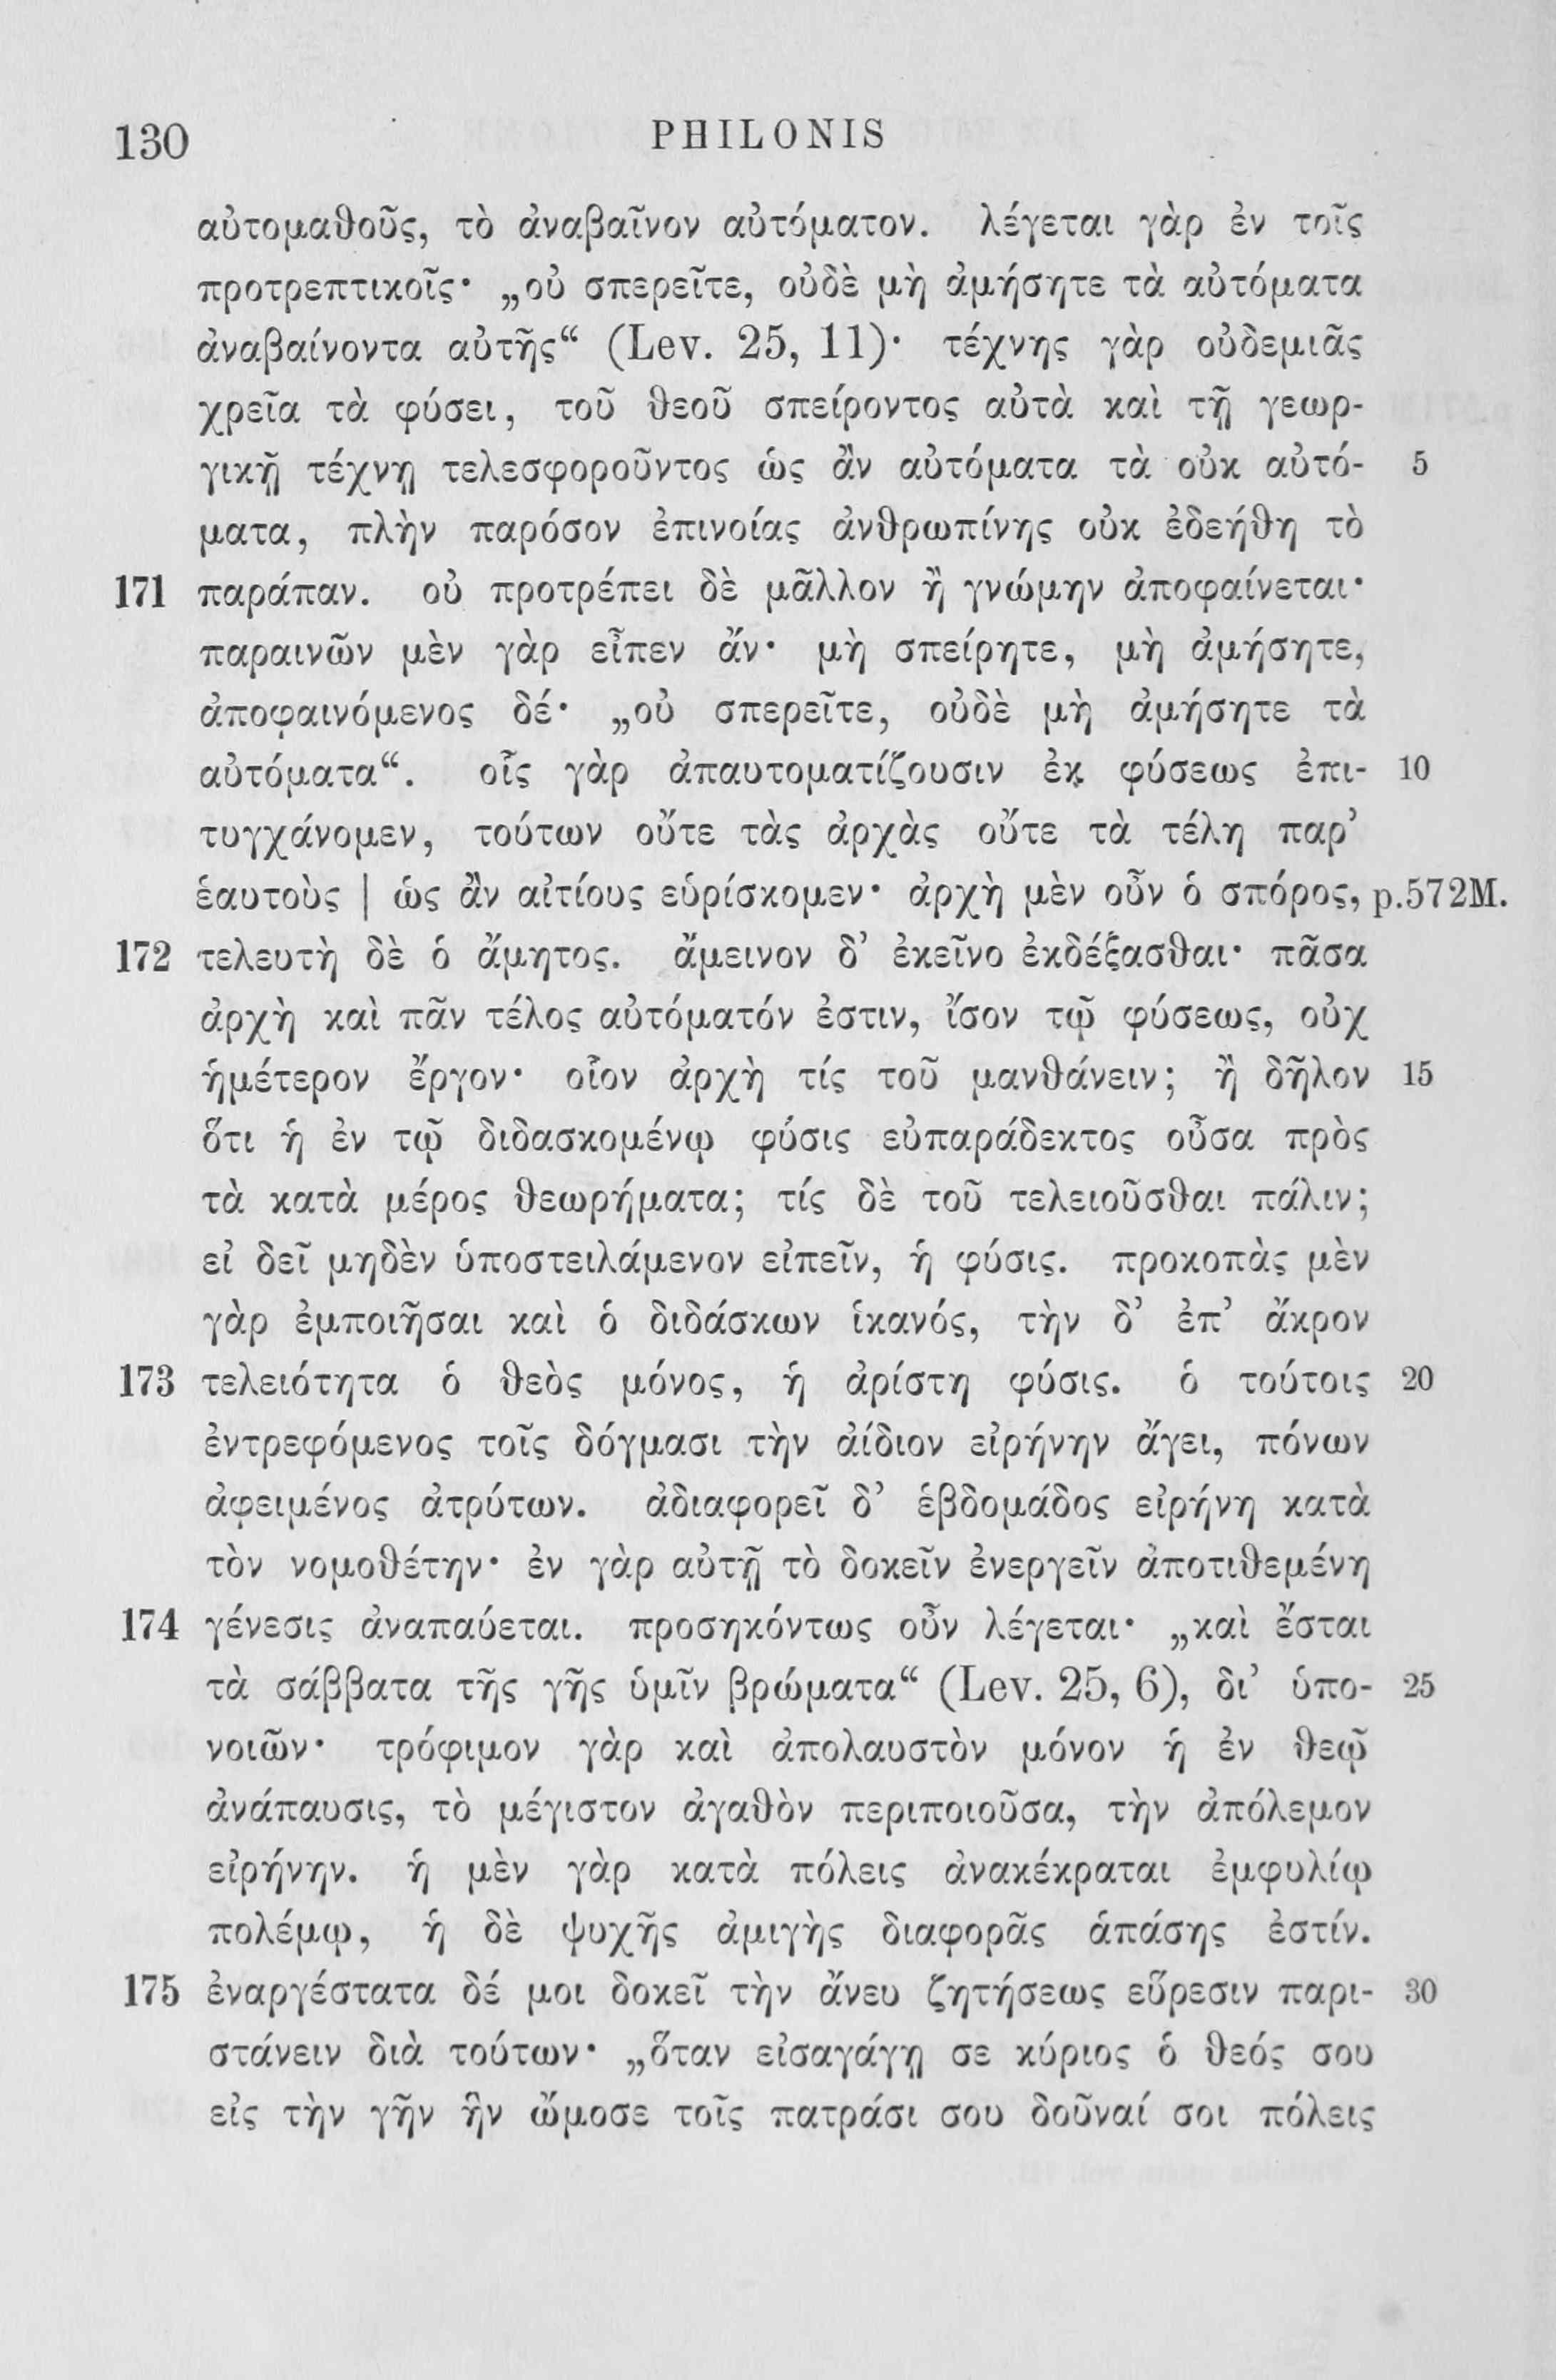 130 PHILONIS
αὐτομαθοῦς, τὸ ἀναβαῖνον αὐτόματον. λέγεται γὰρ ἐν τοῖς
προτρεπτικοῖς· „οὐ σπερεῖτε, οὐδὲ μὴ ἀμήσητε τὰ αὐτόματα
ἀναβαίνοντα αὐτῆς“ (Lev. 25, 11)· τέχνης γὰρ οὐδεμιᾶς
χρεῖα τὰ φύσει, τοῦ θεοῦ σπείροντος αὐτὰ καὶ τῇ γεωρ-
γικῇ τέχνῃ τελεσφοροῦντος ὡς ἂν αὐτόματα τὰ οὐκ αὐτό- 5
ματα, πλὴν παρόσον ἐπινοίας ἀνθρωπίνης οὐκ ἐδεήθη τὸ
171 παράπαν. οὐ προτρέπει δὲ μᾶλλον ἢ γνώμην ἀποφαίνεται·
παραινῶν μὲν γὰρ εἶπεν ἄν· μὴ σπείρητε, μὴ ἀμήσητε,
ἀποφαινόμενος δέ· „οὐ σπερεῖτε, οὐδὲ μὴ ἀμήσητε τὰ
αὐτόματα“. οἷς γὰρ ἀπαυτοματίζουσιν ἐκ φύσεως ἐπι- 10
τυγχάνομεν, τούτων οὔτε τὰς ἀρχὰς οὔτε τὰ τέλη παρ’
ἑαυτοὺς | ὡς ἂν αἰτίους εὑρίσκομεν· ἀρχὴ μὲν οὖν ὁ σπόρος, p.572M.
172 τελευτὴ δὲ ὁ ἄμητος. ἄμεινον δ’ ἐκεῖνο ἐκδέξασθαι· πᾶσα
ἀρχὴ καὶ πᾶν τέλος αὐτόματόν ἐστιν, ἴσον τῷ φύσεως, οὐχ
ἡμέτερον ἔργον· οἷον ἀρχὴ τίς τοῦ μανθάνειν; ἢ δῆλον 15
ὅτι ἡ ἐν τῷ διδασκομένῳ φύσις εὐπαράδεκτος οὖσα πρὸς
τὰ κατὰ μέρος θεωρήματα; τίς δὲ τοῦ τελειοῦσθαι πάλιν;
εἰ δεῖ μηδὲν ὑποστειλάμενον εἰπεῖν, ἡ φύσις. προκοπὰς μὲν
γὰρ ἐμποιῆσαι καὶ ὁ διδάσκων ἱκανός, τὴν δ’ ἐπ’ ἄκρον
173 τελειότητα ὁ θεὸς μόνος, ἡ ἀρίστη φύσις. ὁ τούτοις 20
ἐντρεφόμενος τοῖς δόγμασι τὴν ἀίδιον εἰρήνην ἄγει, πόνων
ἀφειμένος ἀτρύτων. ἀδιαφορεῖ δ’ ἑβδομάδος εἰρήνη κατὰ
τὸν νομοθέτην· ἐν γὰρ αὐτῇ τὸ δοκεῖν ἐνεργεῖν ἀποτιθεμένη
174 γένεσις ἀναπαύεται. προσηκόντως οὖν λέγεται· „καὶ ἔσται
τὰ σάββατα τῆς γῆς ὑμῖν βρώματα“ (Lev. 25, 6), δι’ ὑπο- 25
νοιῶν· τρόφιμον γὰρ καὶ ἀπολαυστὸν μόνον ἡ ἐν θεῷ
ἀνάπαυσις, τὸ μέγιστον ἀγαθὸν περιποιοῦσα, τὴν ἀπόλεμον
εἰρήνην. ἡ μὲν γὰρ κατὰ πόλεις ἀνακέκραται ἐμφυλίῳ
πολέμῳ, ἡ δὲ ψυχῆς ἀμιγὴς διαφορᾶς ἁπάσης ἐστίν.
175 ἐναργέστατα δέ μοι δοκεῖ τὴν ἄνευ ζητήσεως εὕρεσιν παρι- 30
στάνειν διὰ τούτων· „ὅταν εἰσαγάγῃ σε κύριος ὁ θεός σου
εἰς τὴν γῆν ἣν ὤμοσε τοῖς πατράσι σου δοῦναί σοι πόλεις